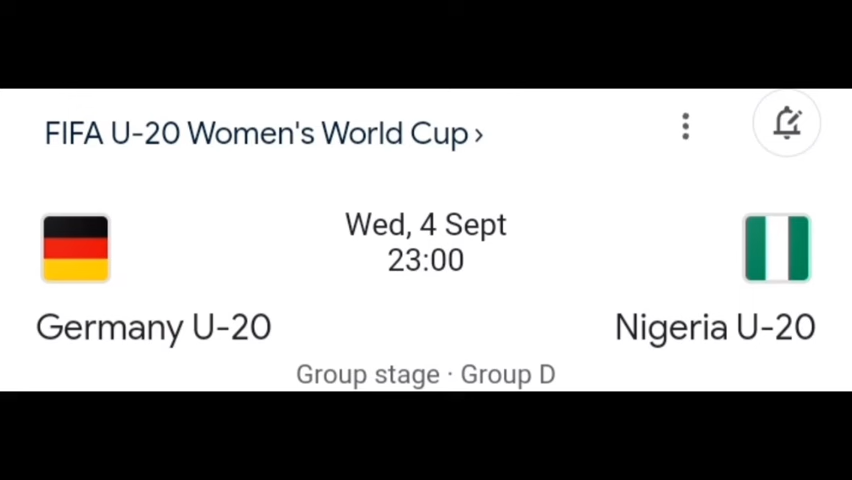 FIFA U-20 Women's World Cup ›
Wed, 4 Sept
23:00
Germany U-20
Nigeria U-20
Group stage · Group D